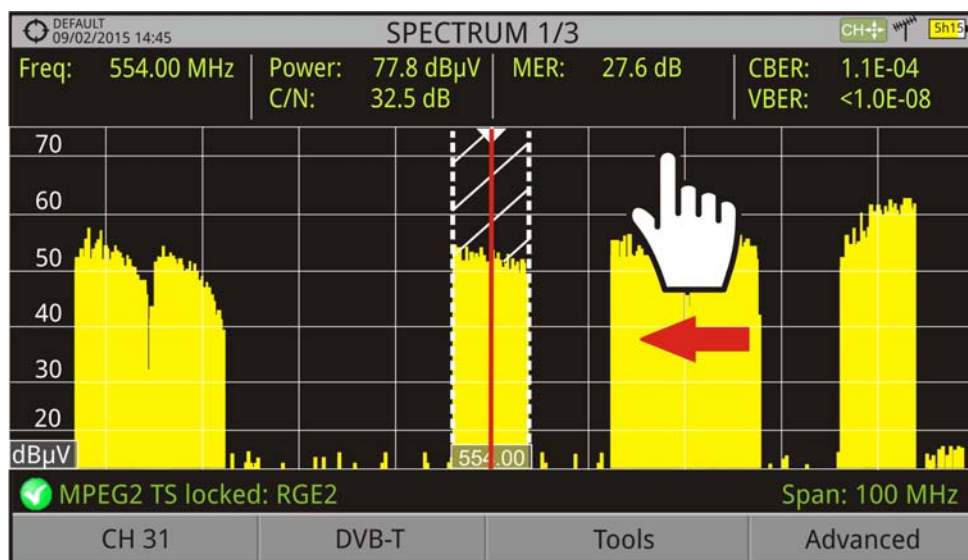 DEFAULT
09/02/2015 14:45
SPECTRUM 1/3
CH
5h15
Freq: 554.00 MHz
Power: 77.8 dBµV
C/N: 32.5 dB
MER: 27.6 dB
CBER: 1.1E-04
VBER: <1.0E-08
70
60
50
40
30
20
dBµV
554.00
MPEG2 TS locked: RGE2
Span: 100 MHz
CH 31
DVB-T
Tools
Advanced